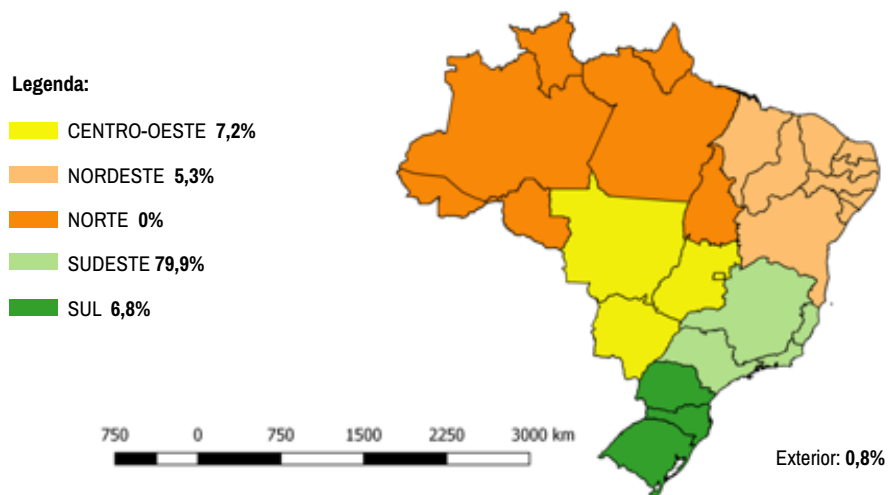 Legenda:
CENTRO-OESTE 7,2%
NORDESTE 5,3%
NORTE 0%
SUDESTE 79,9%
SUL 6,8%
750 0 750 1500 2250 3000 km
Exterior: 0,8%